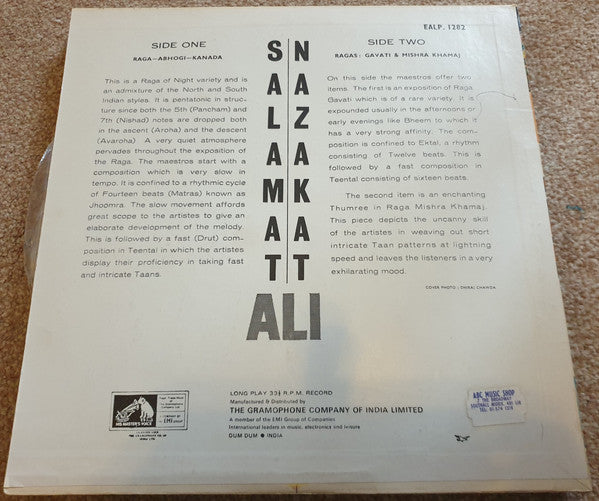 EALP. 1282
SIDE ONE
RAGA—ABHOGI—KANADA
This is a Raga of Night variety and is
an admixture of the North and South
Indian styles. It is pentatonic in struc-
ture since both the 5th (Pancham) and
7th (Nishad) notes are dropped both
in the ascent (Aroha) and the descent
(Avaroha) A very quiet atmosphere
pervades throughout the exposition of
the Raga. The maestros start with a
composition which is very slow in
tempo. It is confined to a rhythmic cycle
of Fourteen beats (Matras) known as
Jhoomra. The slow movement affords
great scope to the artistes to give an
elaborate development of the melody.
This is followed by a fast (Drut) com-
position in Teental in which the artistes
display their proficiency in taking fast
and intricate Taans.
SALAMAT
NAZAKAT
ALI
SIDE TWO
RAGAS: GAVATI & MISHRA KHAMAJ
On this side the maestros offer two
items. The first is an exposition of Raga
Gavati which is of a rare variety. It is
expounded usually in the afternoons or
early evenings like Bheem to which it
has a very strong affinity. The com-
position is confined to Ektal, a rhythm
consisting of Twelve beats. This is
followed by a fast composition in
Teental consisting of sixteen beats.
The second item is an enchanting
Thumree in Raga Mishra Khamaj.
This piece depicts the uncanny skill
of the artistes in weaving out short
intricate Taan patterns at lightning
speed and leaves the listeners in a very
exhilarating mood.
COVER PHOTO : DHIRAJ CHAWDA
HIS MASTER'S VOICE
LONG PLAY 33⅓ R.P.M. RECORD
Manufactured & Distributed by
THE GRAMOPHONE COMPANY OF INDIA LIMITED
A member of the EMI Group of Companies
International leaders in music, electronics and leisure
DUM DUM ● INDIA
ABC MUSIC SHOP
7 THE BROADWAY
SOUTHALL MIDDX. UB1 1JR
TEL: 01-574 1319